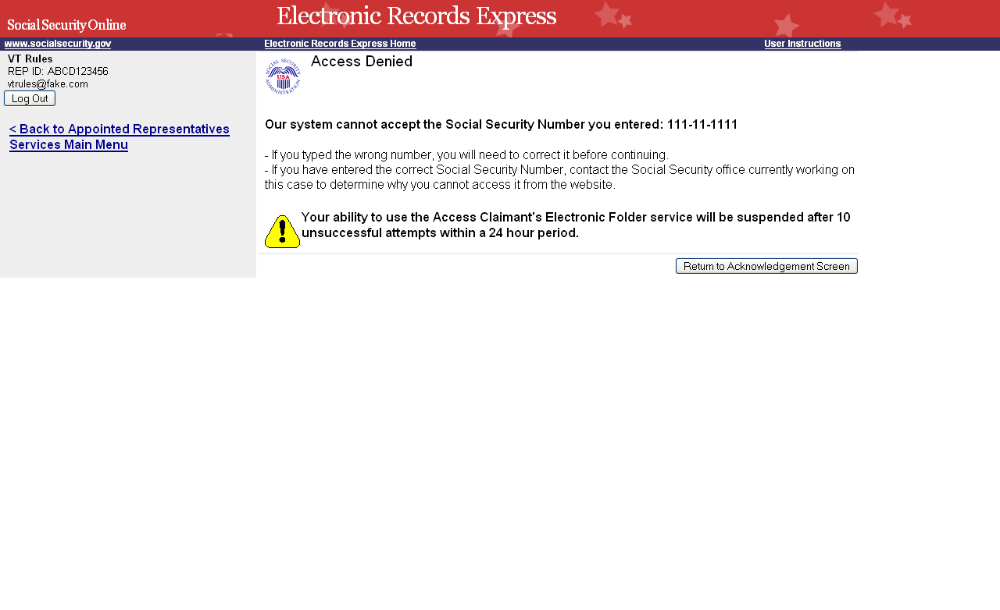 Social Security Online
Electronic Records Express
www.socialsecurity.gov
Electronic Records Express Home
User Instructions
VT Rules
REP ID: ABCD123456
vtrules@fake.com
Log Out
< Back to Appointed Representatives
Services Main Menu
SOCIAL SECURITY
USA
ADMINISTRATION
Access Denied
Our system cannot accept the Social Security Number you entered: 111-11-1111
- If you typed the wrong number, you will need to correct it before continuing.
- If you have entered the correct Social Security Number, contact the Social Security office currently working on
this case to determine why you cannot access it from the website.
Your ability to use the Access Claimant's Electronic Folder service will be suspended after 10
unsuccessful attempts within a 24 hour period.
Return to Acknowledgement Screen